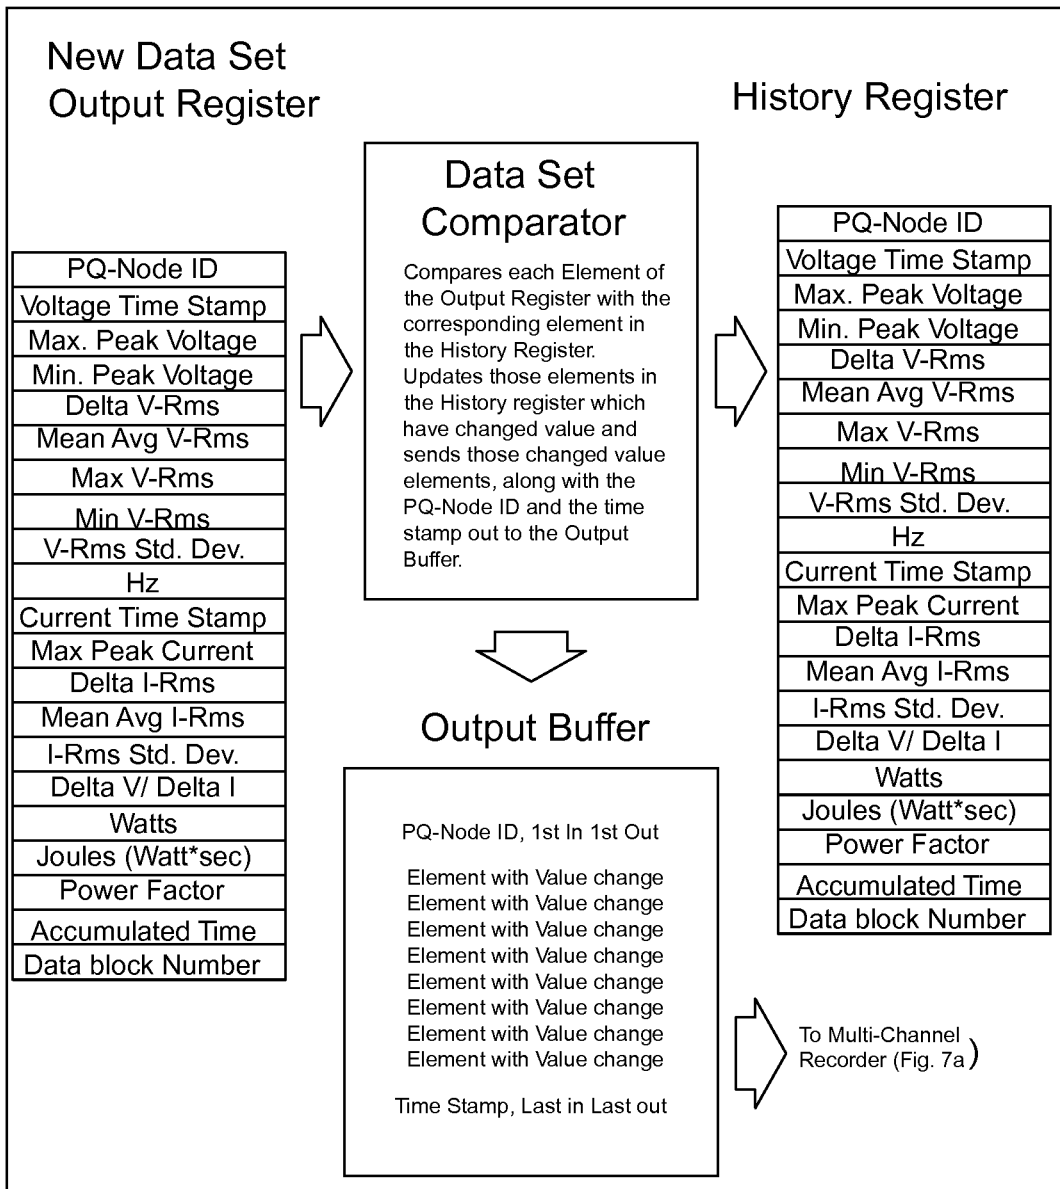 New Data Set
Output Register
PQ-Node ID
Voltage Time Stamp
Max. Peak Voltage
Min. Peak Voltage
Delta V-Rms
Mean Avg V-Rms
Max V-Rms
Min V-Rms
V-Rms Std. Dev.
Hz
Current Time Stamp
Max Peak Current
Delta I-Rms
Mean Avg I-Rms
I-Rms Std. Dev.
Delta V/ Delta I
Watts
Joules (Watt*sec)
Power Factor
Accumulated Time
Data block Number
Data Set
Comparator
Compares each Element of
the Output Register with the
corresponding element in
the History Register.
Updates those elements in
the History register which
have changed value and
sends those changed value
elements, along with the
PQ-Node ID and the time
stamp out to the Output
Buffer.
Output Buffer
PQ-Node ID, 1st In 1st Out
Element with Value change
Element with Value change
Element with Value change
Element with Value change
Element with Value change
Element with Value change
Element with Value change
Element with Value change
Time Stamp, Last in Last out
History Register
PQ-Node ID
Voltage Time Stamp
Max. Peak Voltage
Min. Peak Voltage
Delta V-Rms
Mean Avg V-Rms
Max V-Rms
Min V-Rms
V-Rms Std. Dev.
Hz
Current Time Stamp
Max Peak Current
Delta I-Rms
Mean Avg I-Rms
I-Rms Std. Dev.
Delta V/ Delta I
Watts
Joules (Watt*sec)
Power Factor
Accumulated Time
Data block Number
To Multi-Channel
Recorder (Fig. 7a)